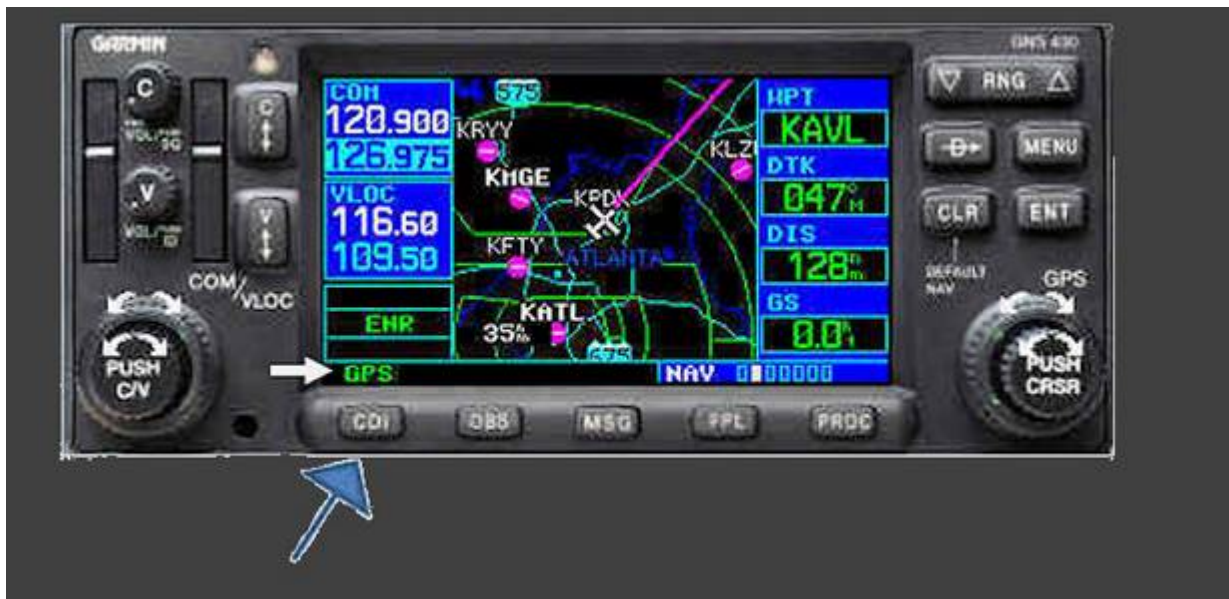 GARMIN
GNS 430
C
C
V
V
COM/VLOC
PUSH
C/V
COM
120.900
126.975
VLOC
116.60
109.50
ENR
GPS
575
KRYY
KMGE
KPDK
KFTY
ATLANTA
KATL
35
675
WPT
KAVL
DTK
047°M
DIS
128nm
GS
0.0
NAV
RNG
D
MENU
CLR
ENT
DEFAULT
NAV
GPS
PUSH
CRSR
CDI
OBS
MSG
FPL
PROC